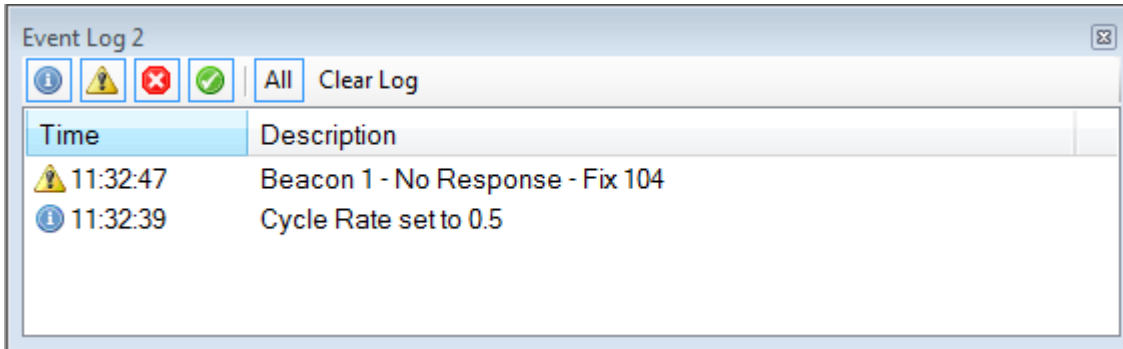 Event Log 2
All Clear Log
Time Description
11:32:47 Beacon 1 - No Response - Fix 104
11:32:39 Cycle Rate set to 0.5